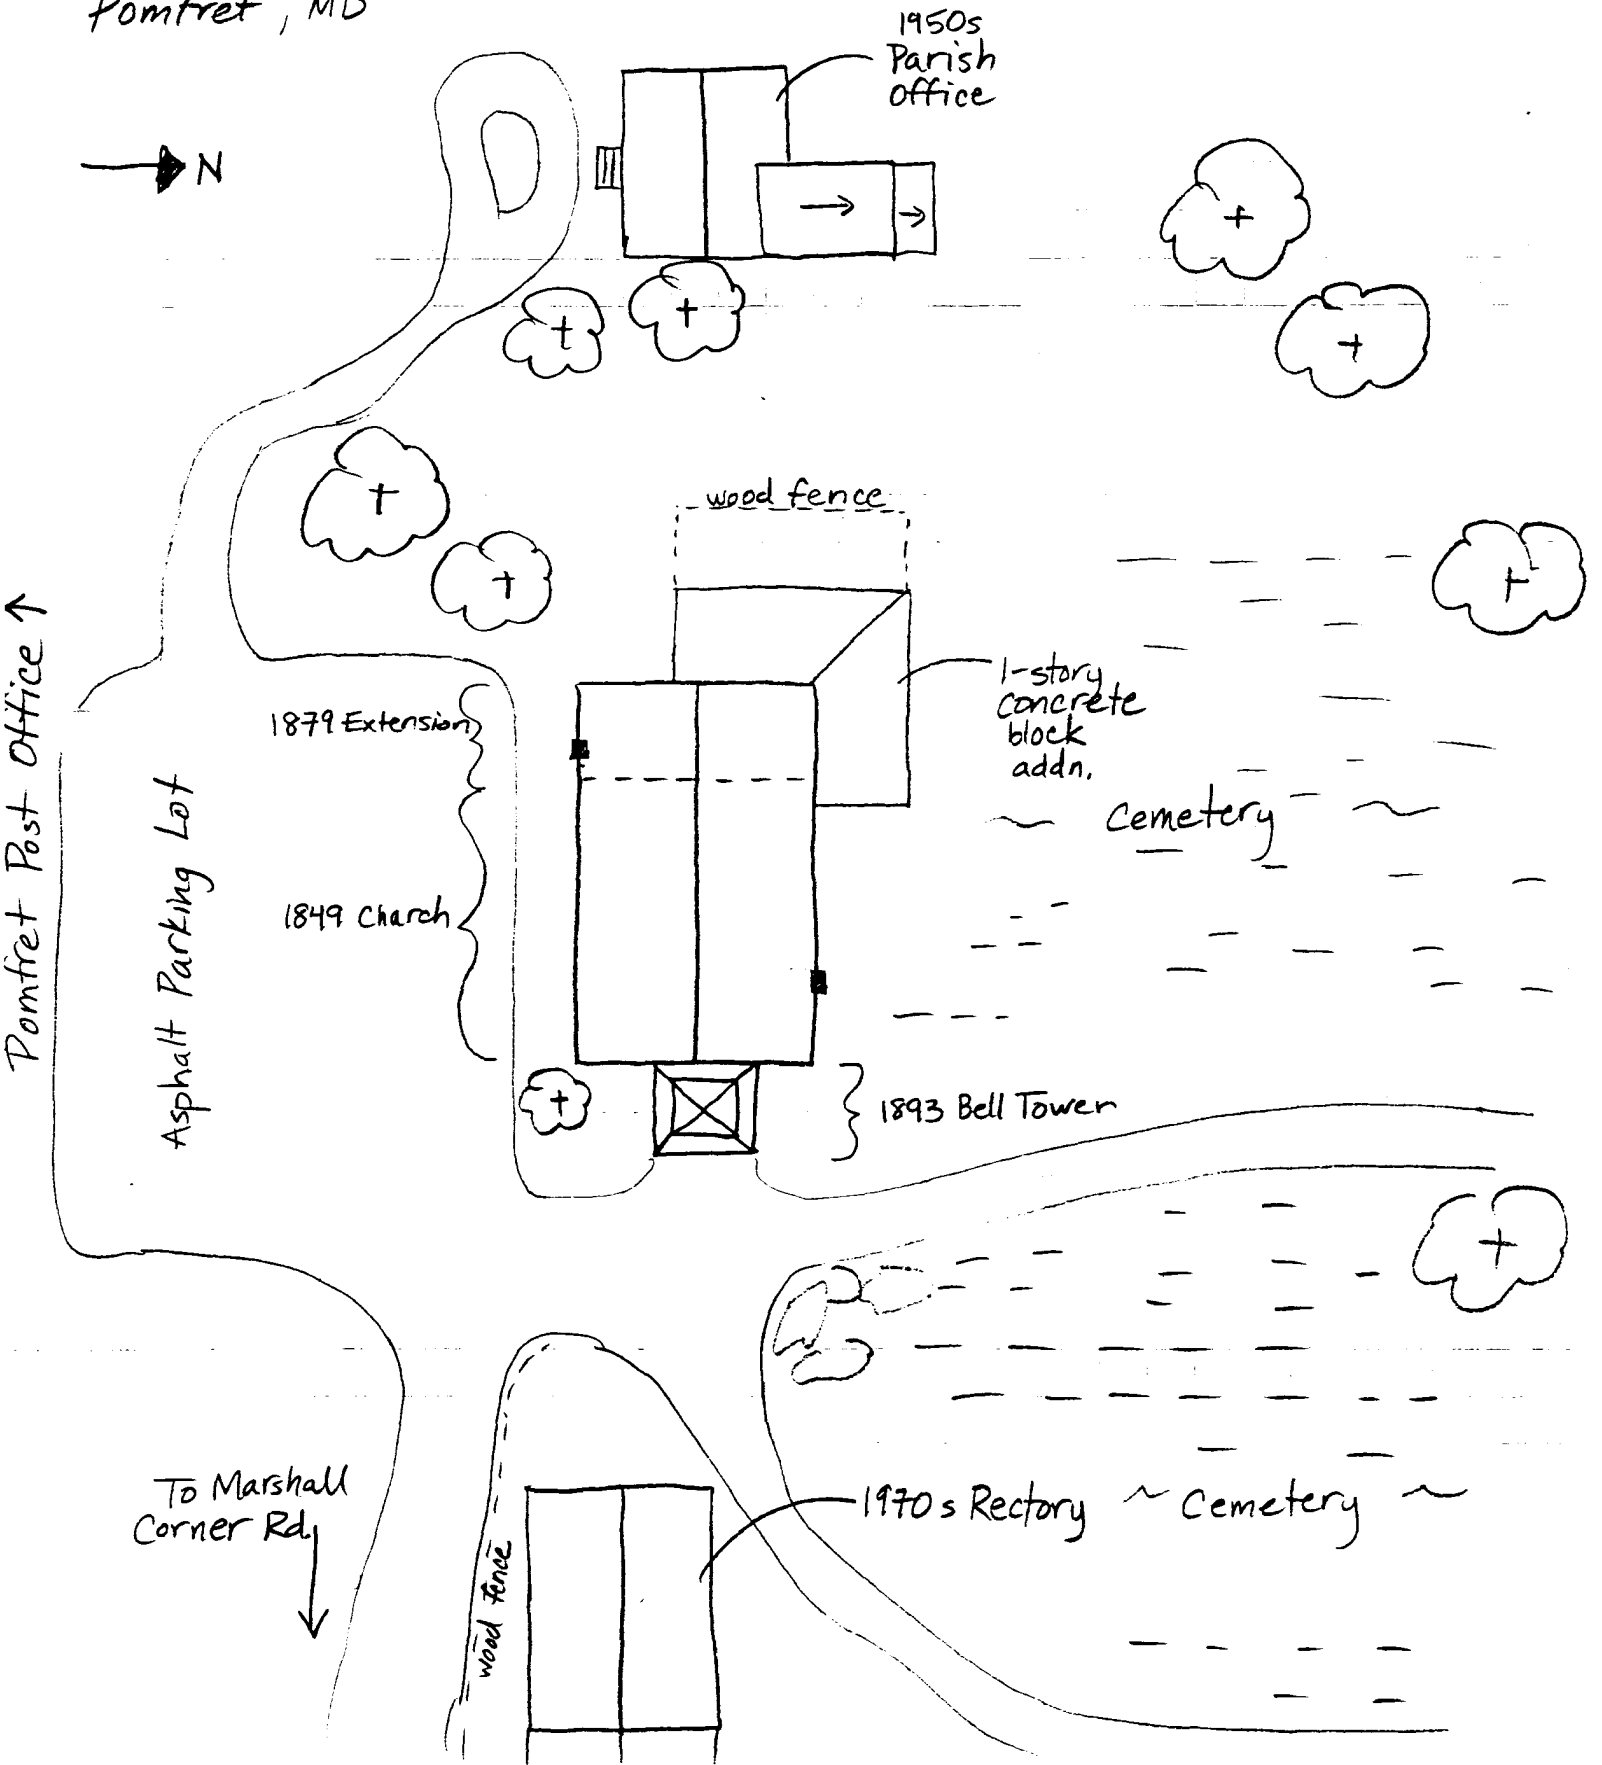 Pomfret, MD
1950s
Parish
Office
N
wood fence
Pomfret Post Office ↑
1-story
concrete
block
addn.
1879 Extension
Asphalt Parking Lot
Cemetery
1849 Church
1893 Bell Tower
To Marshall
Corner Rd.
1970s Rectory
Cemetery
wood fence